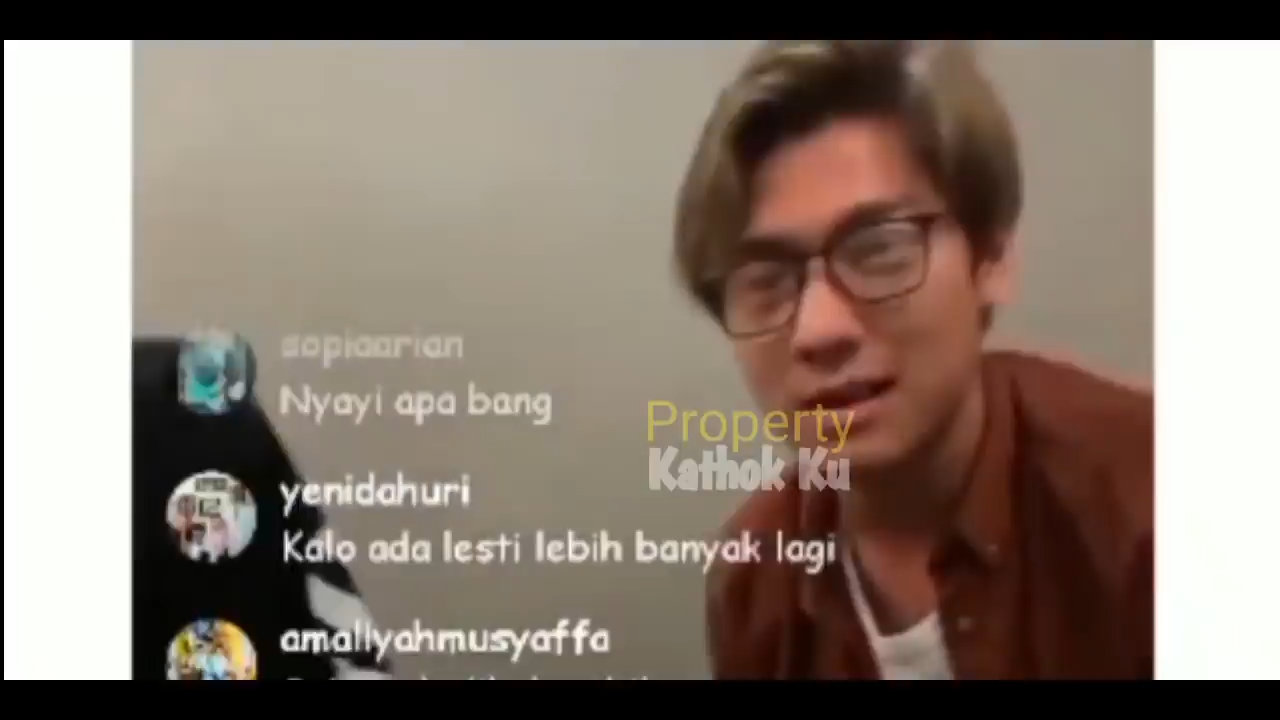 sopiaarian
Nyayi apa bang
Property
Kathok Ku
yenidahuri
Kalo ada lesti lebih banyak lagi
amaliyahmusyaffa